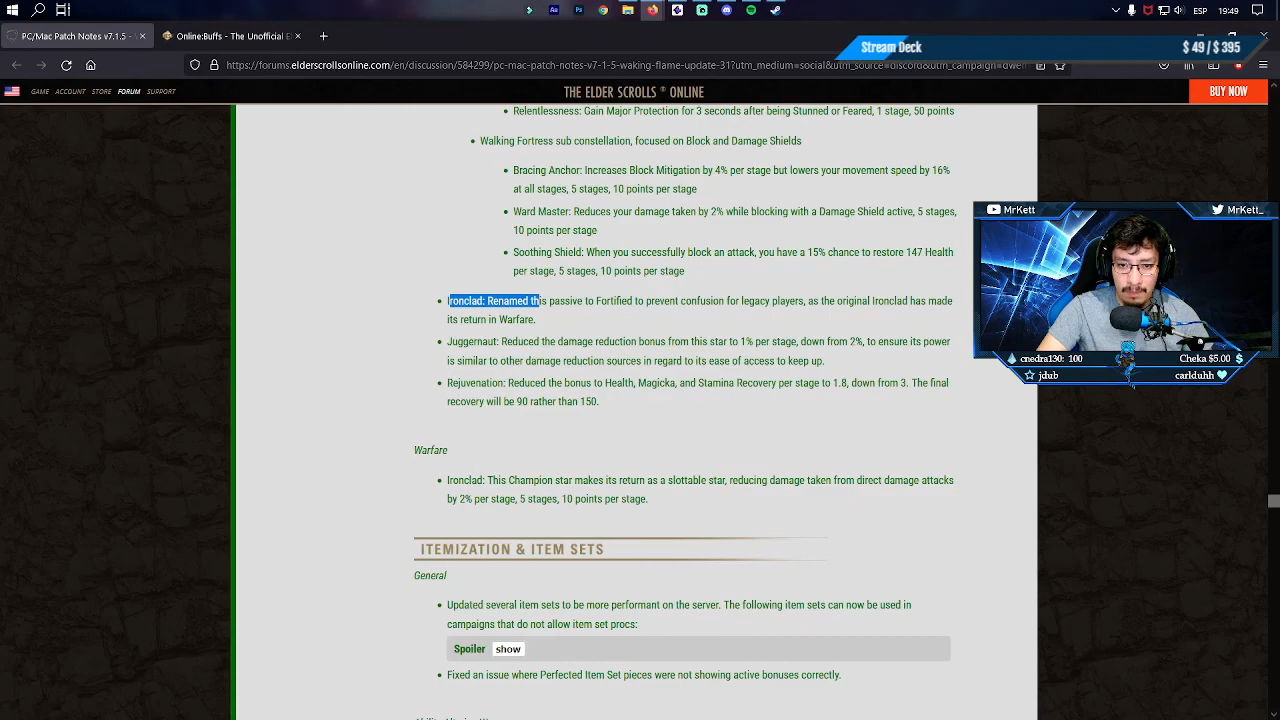 19:49
PC/Mac Patch Notes v7.1.5 -
Online:Buffs - The Unofficial El
Stream Deck
$ 49 / $ 395
https://forums.elderscrollsonline.com/en/discussion/584299/pc-mac-patch-notes-v7-1-5-waking-flame-update-31?utm_medium=social&utm_source=discord&utm_campaign=dwem
GAME ACCOUNT STORE FORUM SUPPORT
THE ELDER SCROLLS ® ONLINE
BUY NOW
Relentlessness: Gain Major Protection for 3 seconds after being Stunned or Feared, 1 stage, 50 points
Walking Fortress sub constellation, focused on Block and Damage Shields
Bracing Anchor: Increases Block Mitigation by 4% per stage but lowers your movement speed by 16%
at all stages, 5 stages, 10 points per stage
Ward Master: Reduces your damage taken by 2% while blocking with a Damage Shield active, 5 stages,
10 points per stage
Soothing Shield: When you successfully block an attack, you have a 15% chance to restore 147 Health
per stage, 5 stages, 10 points per stage
Ironclad: Renamed this passive to Fortified to prevent confusion for legacy players, as the original Ironclad has made
its return in Warfare.
Juggernaut: Reduced the damage reduction bonus from this star to 1% per stage, down from 2%, to ensure its power
is similar to other damage reduction sources in regard to its ease of access to keep up.
Rejuvenation: Reduced the bonus to Health, Magicka, and Stamina Recovery per stage to 1.8, down from 3. The final
recovery will be 90 rather than 150.
Warfare
Ironclad: This Champion star makes its return as a slottable star, reducing damage taken from direct damage attacks
by 2% per stage, 5 stages, 10 points per stage.
ITEMIZATION & ITEM SETS
General
Updated several item sets to be more performant on the server. The following item sets can now be used in
campaigns that do not allow item set procs:
Spoiler show
Fixed an issue where Perfected Item Set pieces were not showing active bonuses correctly.
MrKett
MrKett_
cnedra130: 100
Cheka $5.00
jdub
carlduhh